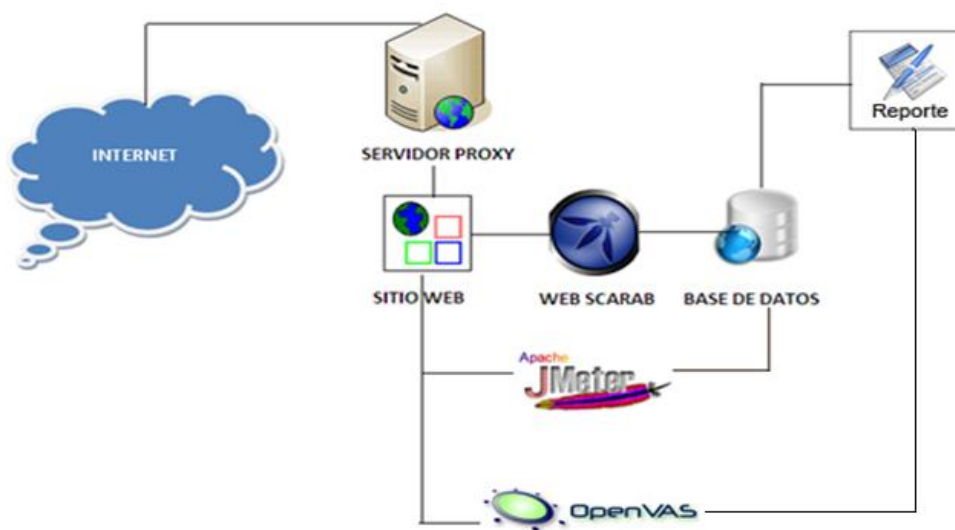 INTERNET
SERVIDOR PROXY
Reporte
SITIO WEB
WEB SCARAB
BASE DE DATOS
Apache
JMeter
OpenVAS